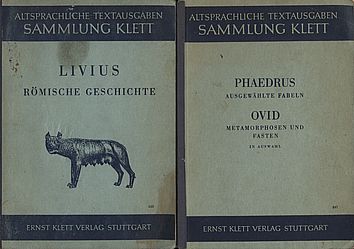 ALTSPRACHLICHE TEXTAUSGABEN
SAMMLUNG KLETT
LIVIUS
RÖMISCHE GESCHICHTE
ERNST KLETT VERLAG STUTTGART
ALTSPRACHLICHE TEXTAUSGABEN
SAMMLUNG KLETT
PHAEDRUS
AUSGEWÄHLTE FABELN
OVID
METAMORPHOSEN UND
FASTEN
IN AUSWAHL
ERNST KLETT VERLAG STUTTGART